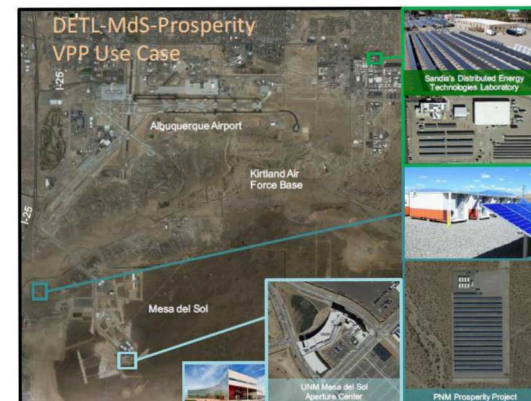 DETL-MdS-Prosperity
VPP Use Case
I-25
Albuquerque Airport
Kirtland Air
Force Base
I-25
Mesa del Sol
Sandia's Distributed Energy
Technologies Laboratory
UNM Mesa del Sol
Aperture Center
PNM Prosperity Project